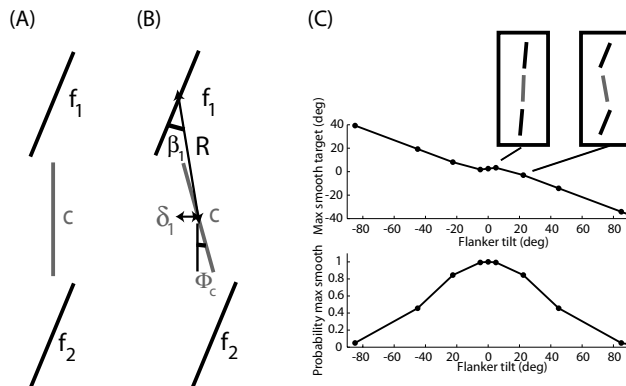 (A)
(B)
(C)
f1
c
f2
f1
β1
R
δ1
c
Φc
f2
Max smooth target (deg)
40
20
0
-20
-40
-80 -60 -40 -20 0 20 40 60 80
Flanker tilt (deg)
Probability max smooth
1
0.8
0.6
0.4
0.2
0
-80 -60 -40 -20 0 20 40 60 80
Flanker tilt (deg)